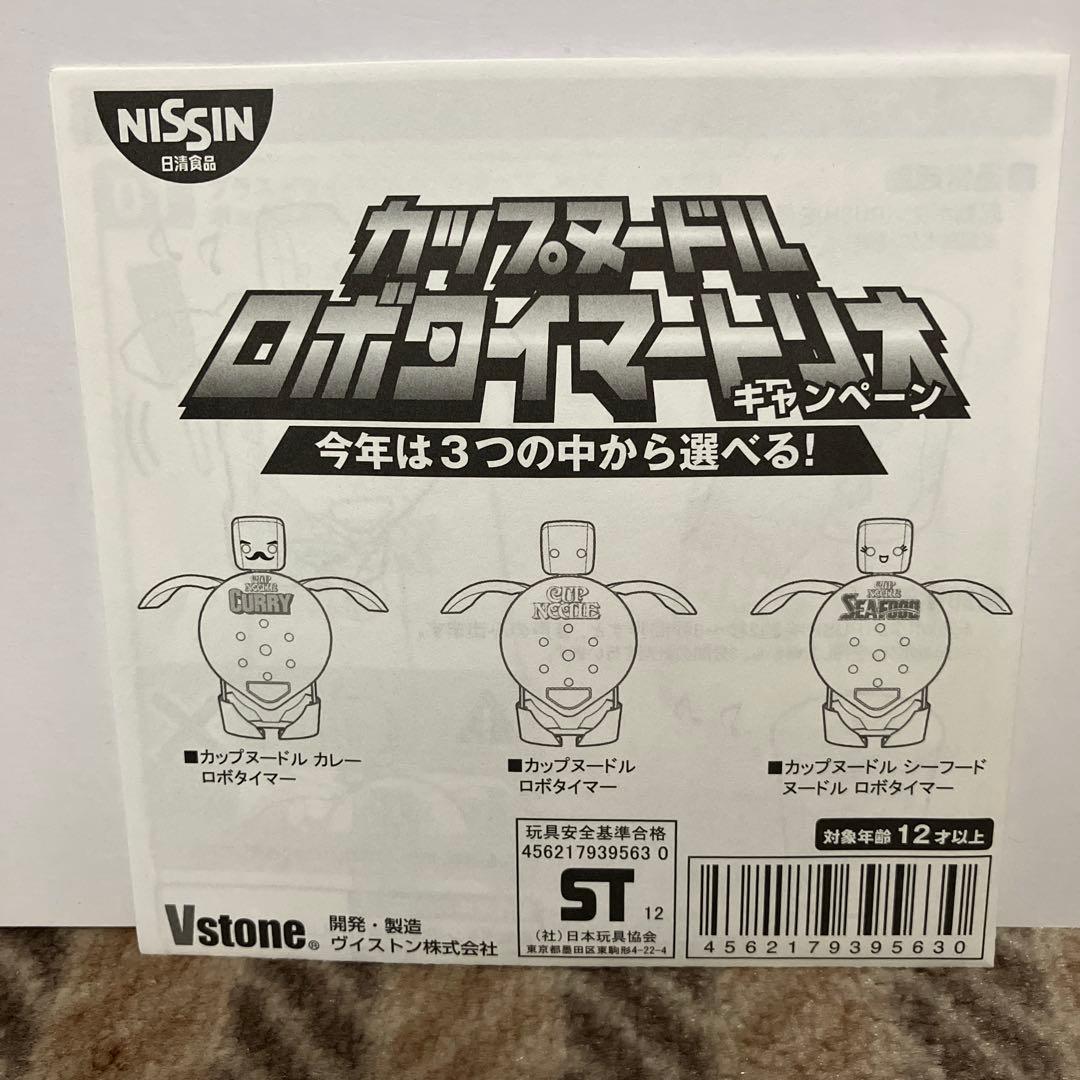 NISSIN
日清食品
カップヌードル
ロボタイマートリオ
キャンペーン
今年は3つの中から選べる!
CUP
NOODLE
CURRY
CUP
NOODLE
CUP
NOODLE
SEAFOOD
■カップヌードル カレー
ロボタイマー
■カップヌードル
ロボタイマー
■カップヌードル シーフード
ヌードル ロボタイマー
玩具安全基準合格
456217939563 0
ST 12
(社)日本玩具協会
東京都墨田区東駒形4-22-4
対象年齢 12才以上
4562179395630
Vstone®
開発・製造
ヴイストン株式会社